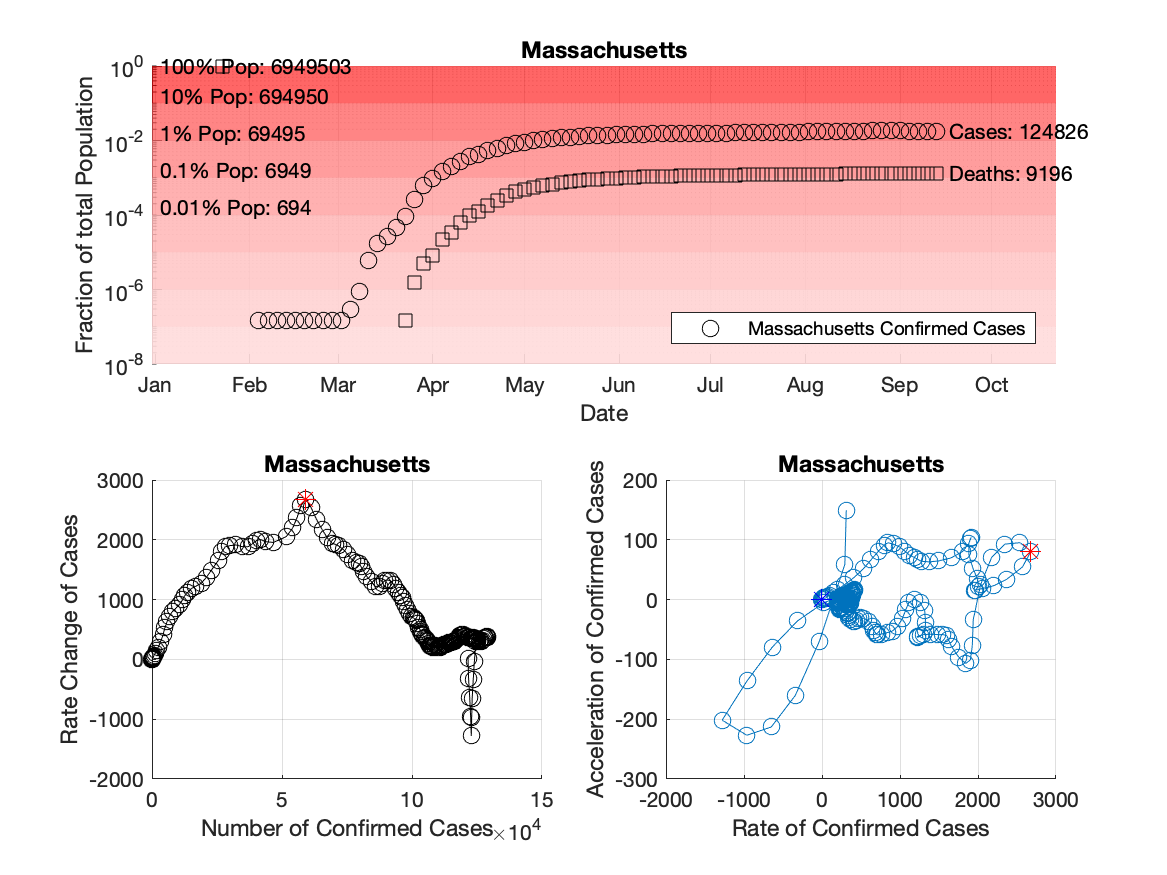 Massachusetts
Fraction of total Population
10^0
10^-2
10^-4
10^-6
10^-8
100% Pop: 6949503
10% Pop: 694950
1% Pop: 69495
0.1% Pop: 6949
0.01% Pop: 694
Cases: 124826
Deaths: 9196
Massachusetts Confirmed Cases
Jan Feb Mar Apr May Jun Jul Aug Sep Oct
Date
Massachusetts
Rate Change of Cases
3000
2000
1000
0
-1000
-2000
0 5 10 15
Number of Confirmed Cases ×10^4
Massachusetts
Acceleration of Confirmed Cases
200
100
0
-100
-200
-300
-2000 -1000 0 1000 2000 3000
Rate of Confirmed Cases